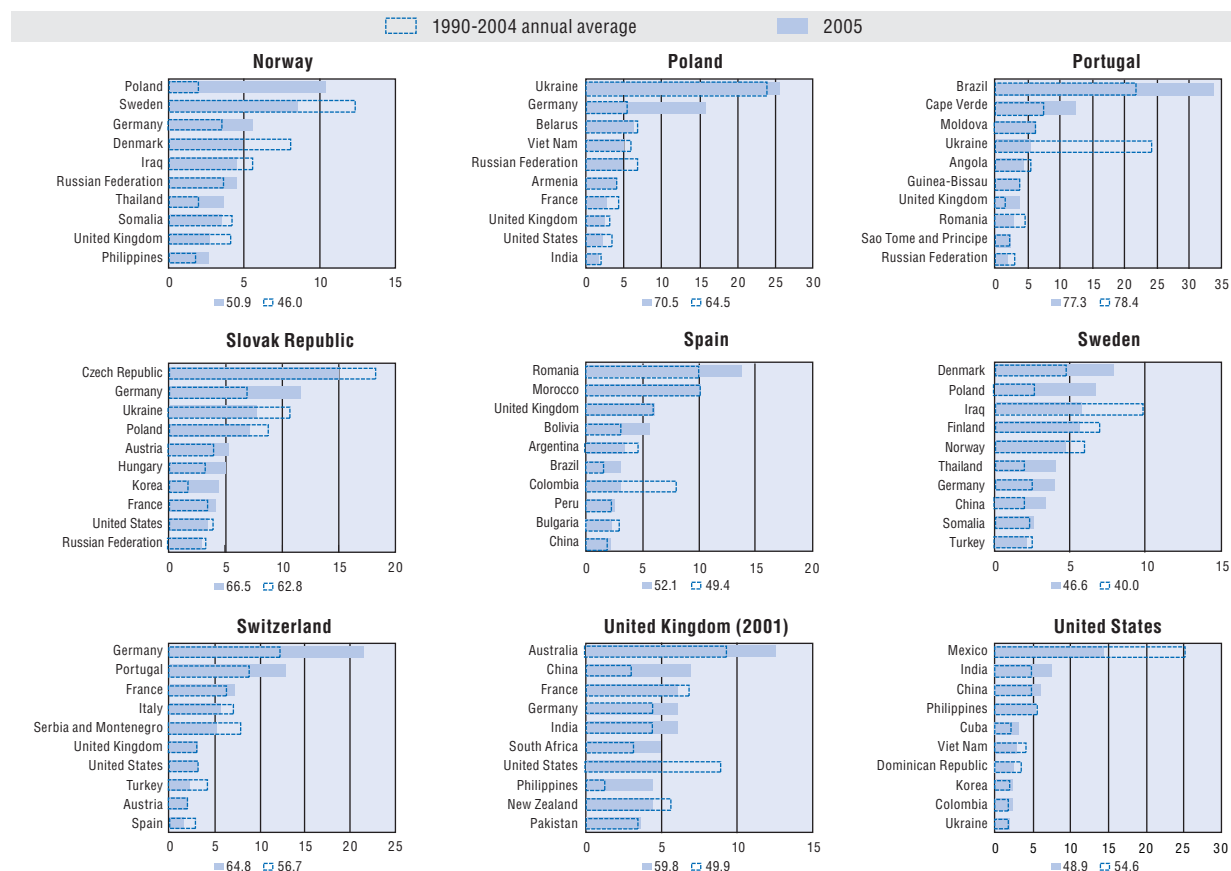 1990-2004 annual average 2005
Norway
Poland
Sweden
Germany
Denmark
Iraq
Russian Federation
Thailand
Somalia
United Kingdom
Philippines
0 5 10 15
50.9 46.0
Poland
Ukraine
Germany
Belarus
Viet Nam
Russian Federation
Armenia
France
United Kingdom
United States
India
0 5 10 15 20 25 30
70.5 64.5
Portugal
Brazil
Cape Verde
Moldova
Ukraine
Angola
Guinea-Bissau
United Kingdom
Romania
Sao Tome and Principe
Russian Federation
0 5 10 15 20 25 30 35
77.3 78.4
Slovak Republic
Czech Republic
Germany
Ukraine
Poland
Austria
Hungary
Korea
France
United States
Russian Federation
0 5 10 15 20
66.5 62.8
Spain
Romania
Morocco
United Kingdom
Bolivia
Argentina
Brazil
Colombia
Peru
Bulgaria
China
0 5 10 15 20
52.1 49.4
Sweden
Denmark
Poland
Iraq
Finland
Norway
Thailand
Germany
China
Somalia
Turkey
0 5 10 15
46.6 40.0
Switzerland
Germany
Portugal
France
Italy
Serbia and Montenegro
United Kingdom
United States
Turkey
Austria
Spain
0 5 10 15 20 25
64.8 56.7
United Kingdom (2001)
Australia
China
France
Germany
India
South Africa
United States
Philippines
New Zealand
Pakistan
0 5 10 15
59.8 49.9
United States
Mexico
India
China
Philippines
Cuba
Viet Nam
Dominican Republic
Korea
Colombia
Ukraine
0 5 10 15 20 25 30
48.9 54.6